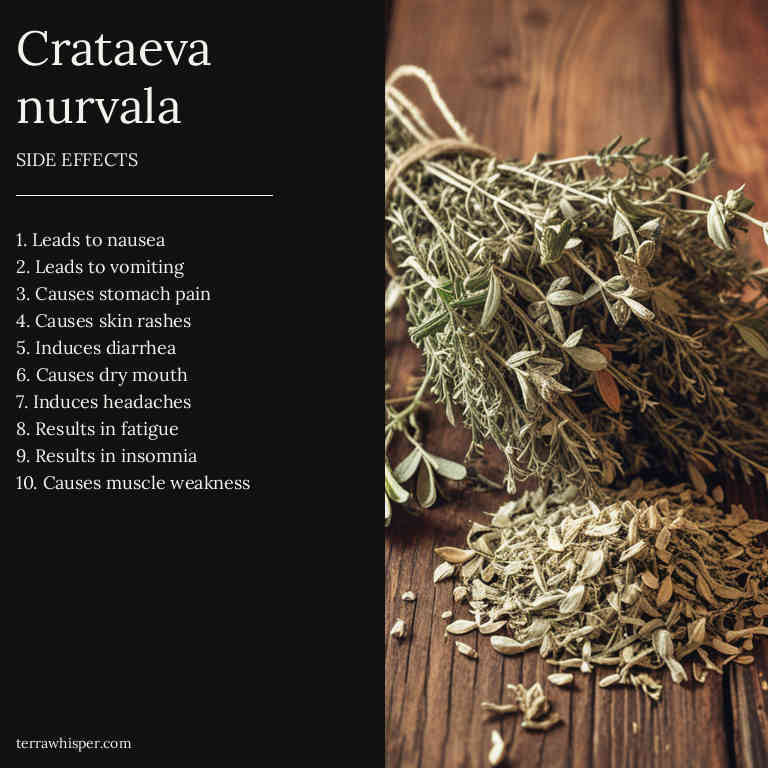 Crataeva
nurvala
SIDE EFFECTS
1. Leads to nausea
2. Leads to vomiting
3. Causes stomach pain
4. Causes skin rashes
5. Induces diarrhea
6. Causes dry mouth
7. Induces headaches
8. Results in fatigue
9. Results in insomnia
10. Causes muscle weakness
terrawhisper.com